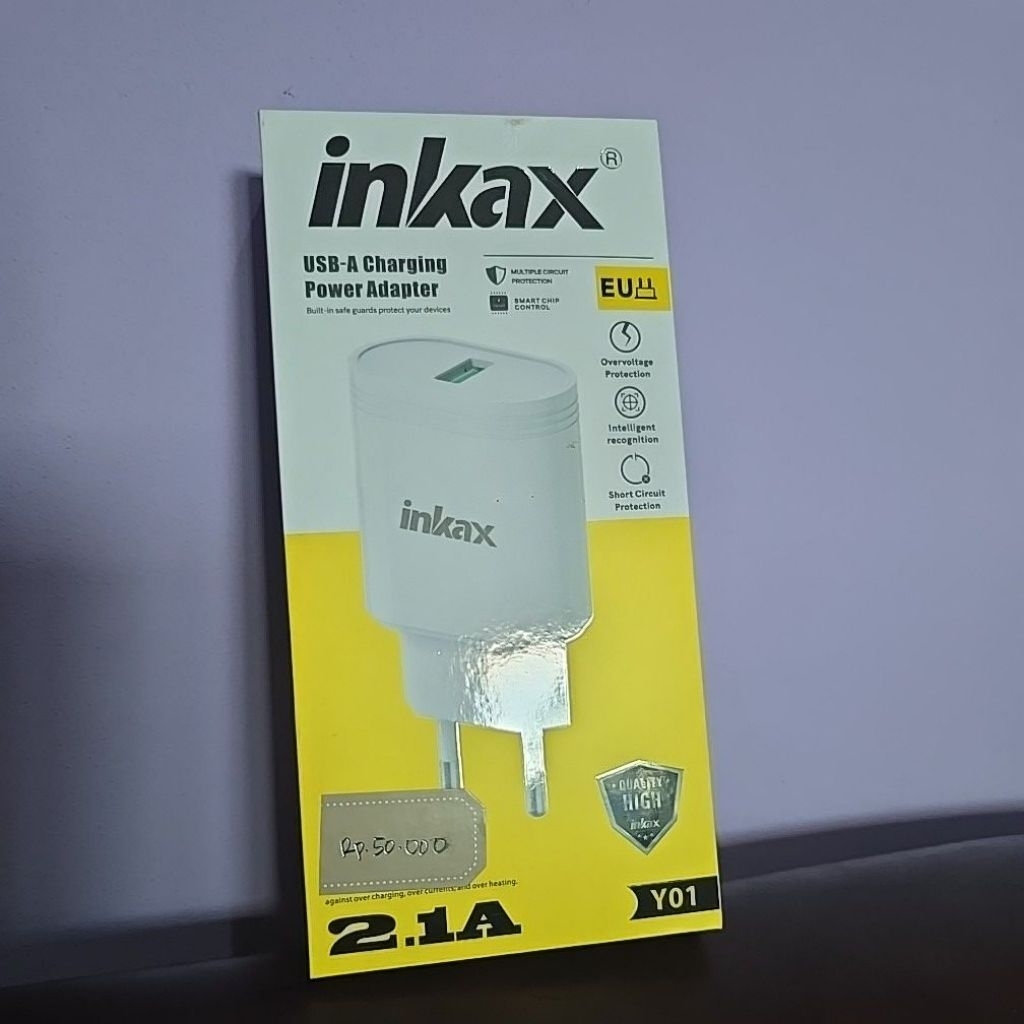 inkax®
USB-A Charging
Power Adapter
Built-in safe guards protect your devices
MULTIPLE CIRCUIT
PROTECTION
SMART CHIP
CONTROL
EU
Overvoltage
Protection
Intelligent
recognition
Short Circuit
Protection
inkax
QUALITY
HIGH
inkax
Rp. 50.000
against over charging, over currents, and over heating.
2.1A
Y01